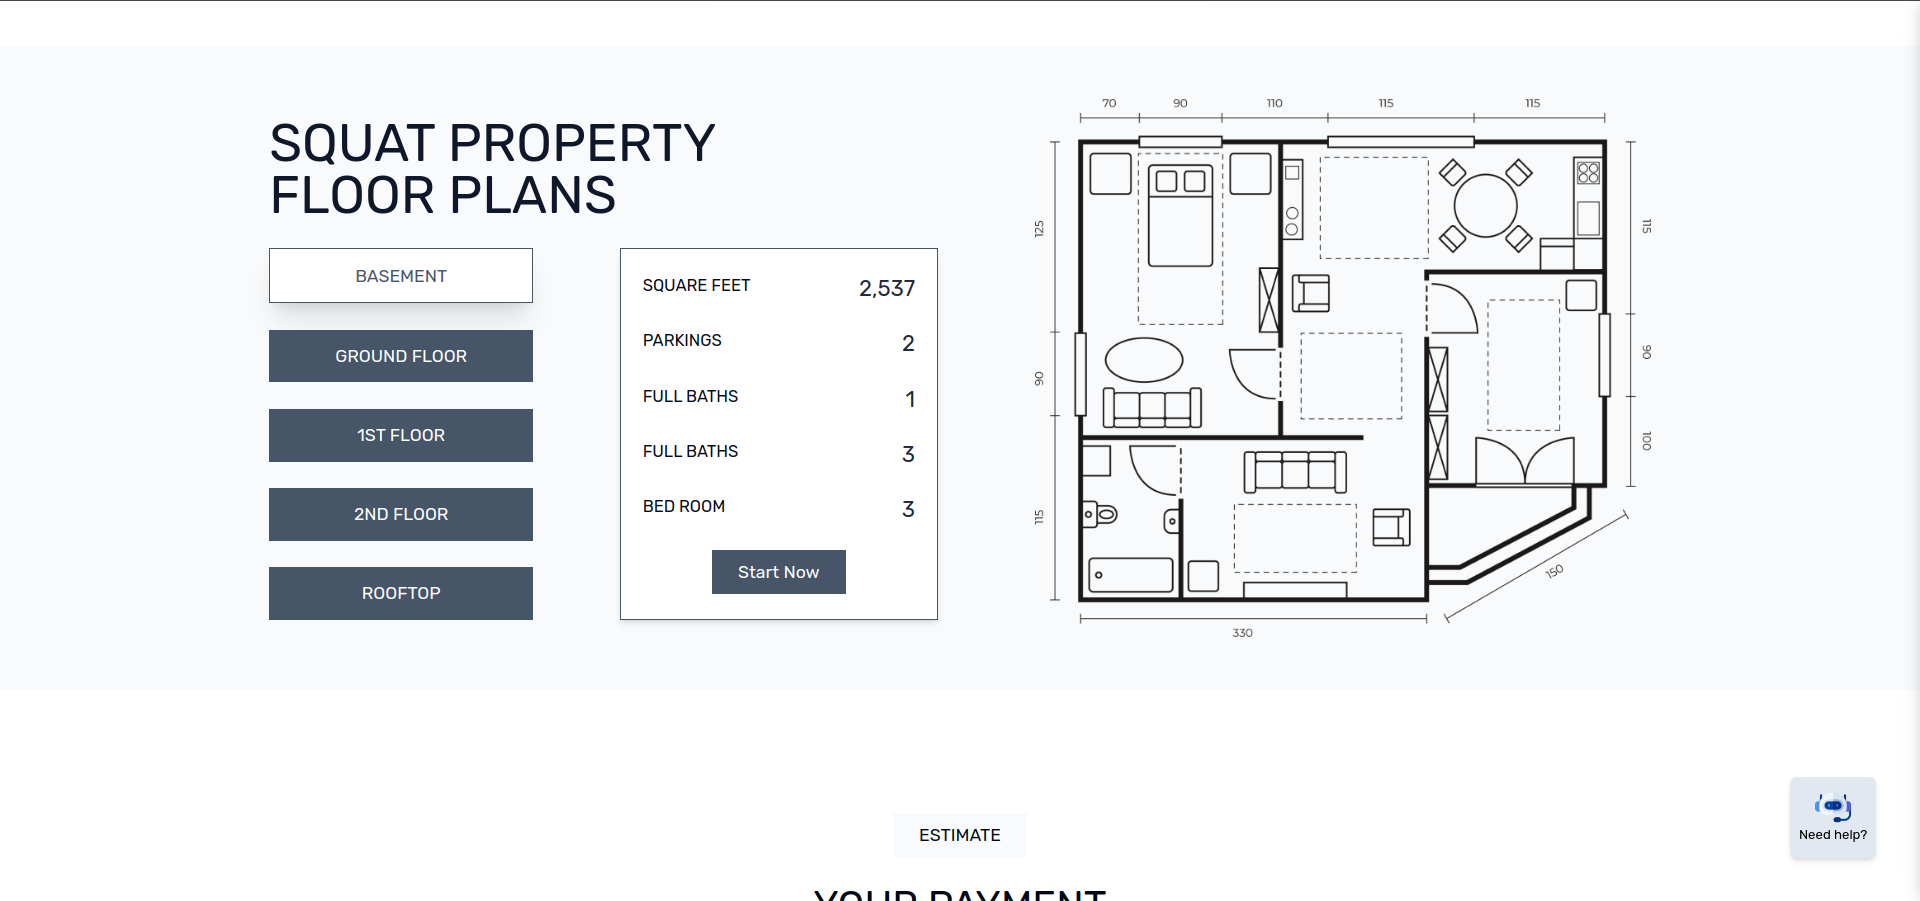 SQUAT PROPERTY
FLOOR PLANS
BASEMENT
GROUND FLOOR
1ST FLOOR
2ND FLOOR
ROOFTOP
SQUARE FEET 2,537
PARKINGS 2
FULL BATHS 1
FULL BATHS 3
BED ROOM 3
Start Now
70 90 110 115 115
125
90
115
115
90
100
150
330
ESTIMATE
YOUR PAYMENT
Need help?